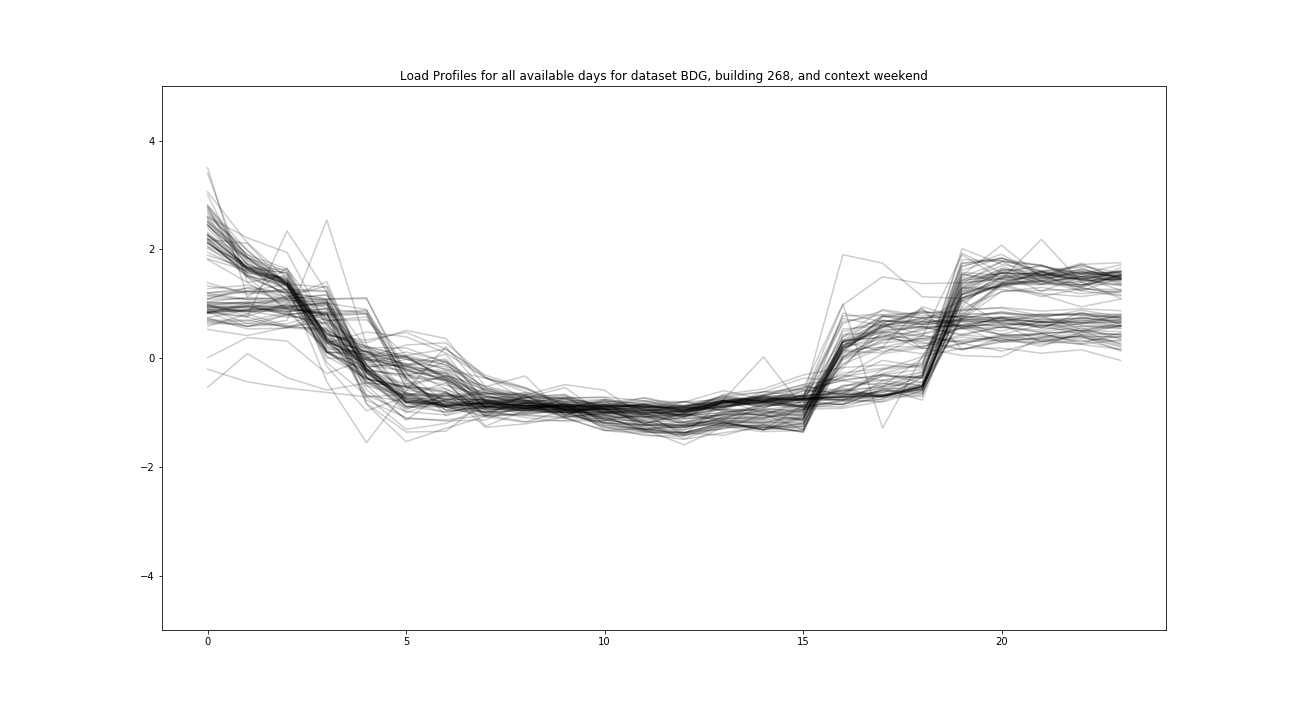 Load Profiles for all available days for dataset BDG, building 268, and context weekend
4
2
0
−2
−4
0 5 10 15 20